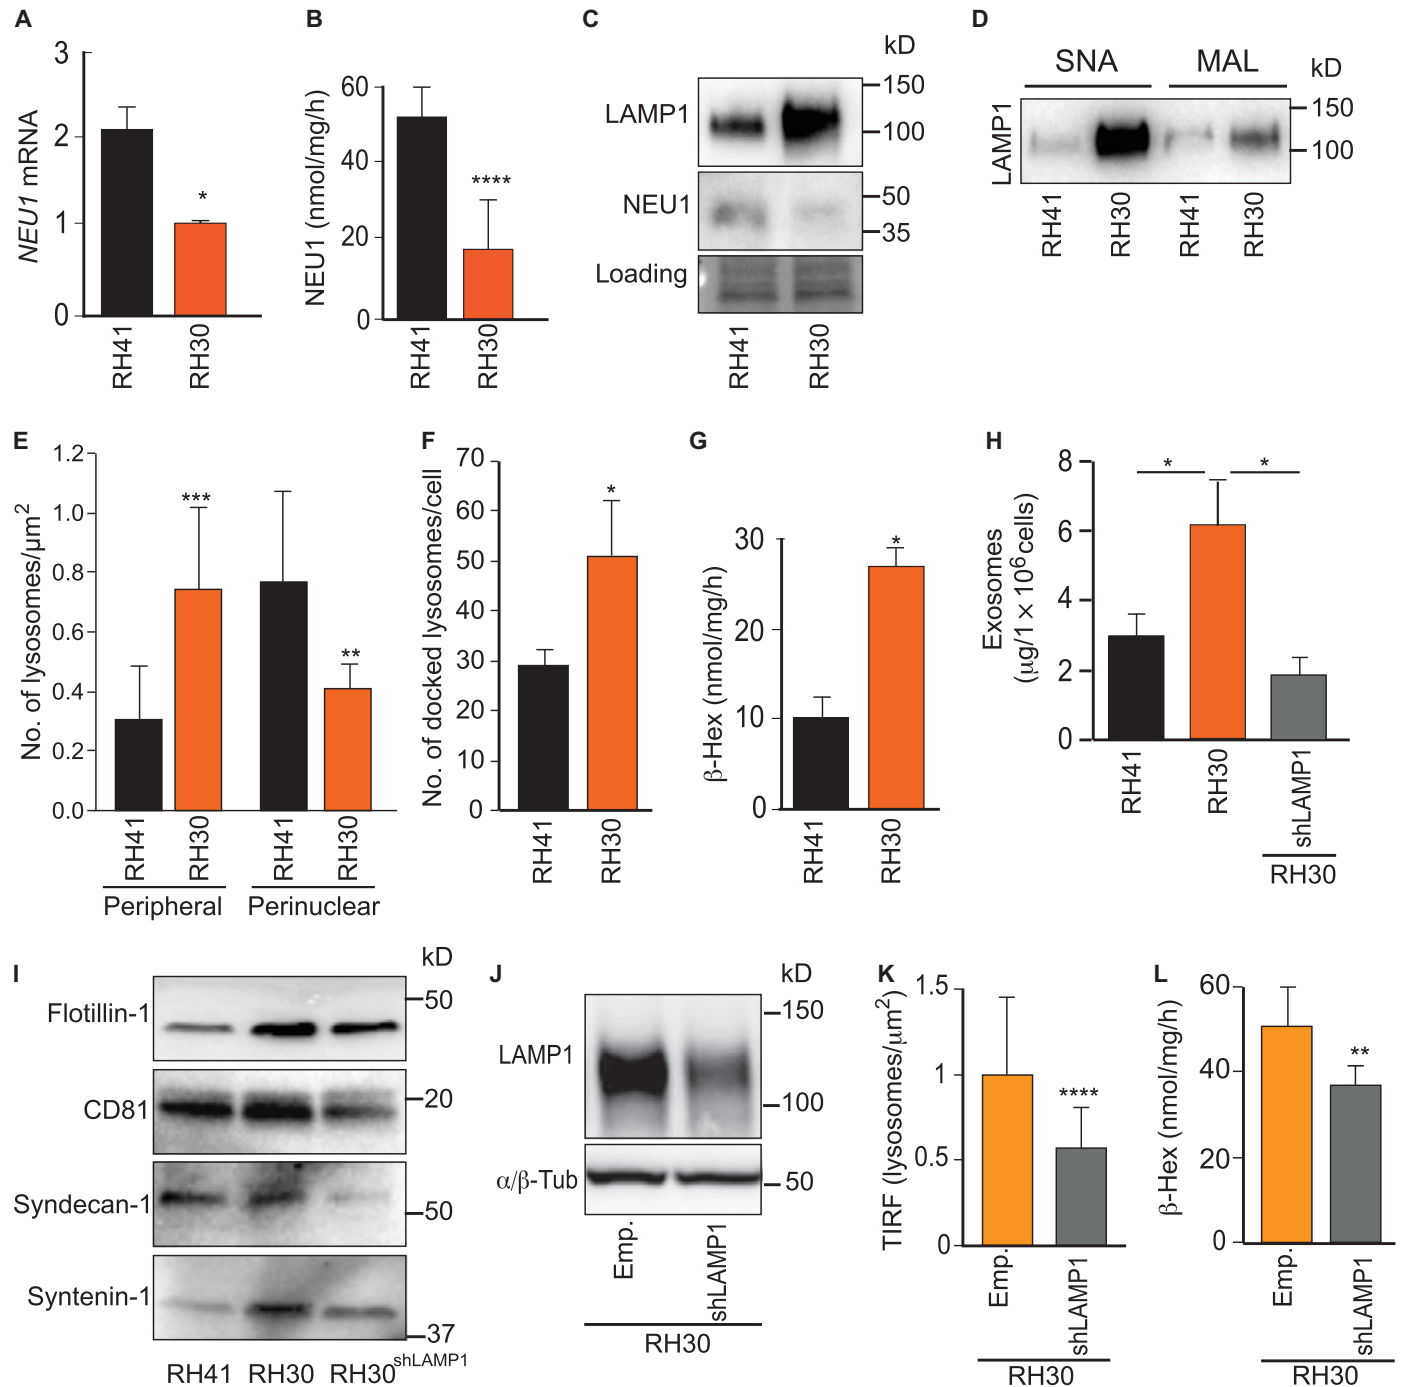 A
NEU1 mRNA
3
2
1
0
*
RH41
RH30
B
NEU1 (nmol/mg/h)
60
40
20
0
****
RH41
RH30
C
kD
LAMP1
150
100
NEU1
50
35
Loading
RH41
RH30
D
SNA
MAL
kD
LAMP1
150
100
RH41
RH30
RH41
RH30
E
No. of lysosomes/μm²
1.2
1.0
0.8
0.6
0.4
0.2
0.0
***
**
RH41
RH30
RH41
RH30
Peripheral
Perinuclear
F
No. of docked lysosomes/cell
70
60
50
40
30
20
10
0
*
RH41
RH30
G
β-Hex (nmol/mg/h)
30
20
10
0
*
RH41
RH30
H
Exosomes
(μg/1 × 10⁶cells)
8
6
4
2
0
*
*
RH41
RH30
shLAMP1
RH30
I
kD
Flotillin-1
50
CD81
20
Syndecan-1
50
Syntenin-1
37
RH41
RH30
RH30shLAMP1
J
kD
LAMP1
150
100
α/β-Tub
50
Emp.
shLAMP1
RH30
K
TIRF (lysosomes/μm²)
1.5
1
0.5
0
****
Emp.
shLAMP1
RH30
L
β-Hex (nmol/mg/h)
60
40
20
0
**
Emp.
shLAMP1
RH30